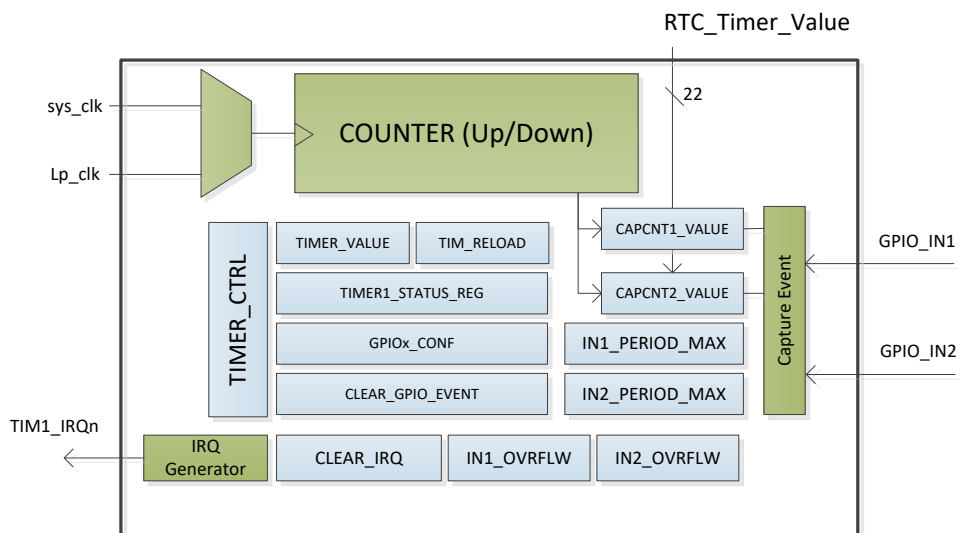 RTC_Timer_Value
22
sys_clk
COUNTER (Up/Down)
Lp_clk
CAPCNT1_VALUE
TIMER_VALUE
TIM_RELOAD
GPIO_IN1
CAPCNT2_VALUE
TIMER1_STATUS_REG
TIMER_CTRL
Capture Event
GPIOx_CONF
IN1_PERIOD_MAX
GPIO_IN2
CLEAR_GPIO_EVENT
IN2_PERIOD_MAX
TIM1_IRQn
IRQ
Generator
CLEAR_IRQ
IN1_OVRFLW
IN2_OVRFLW